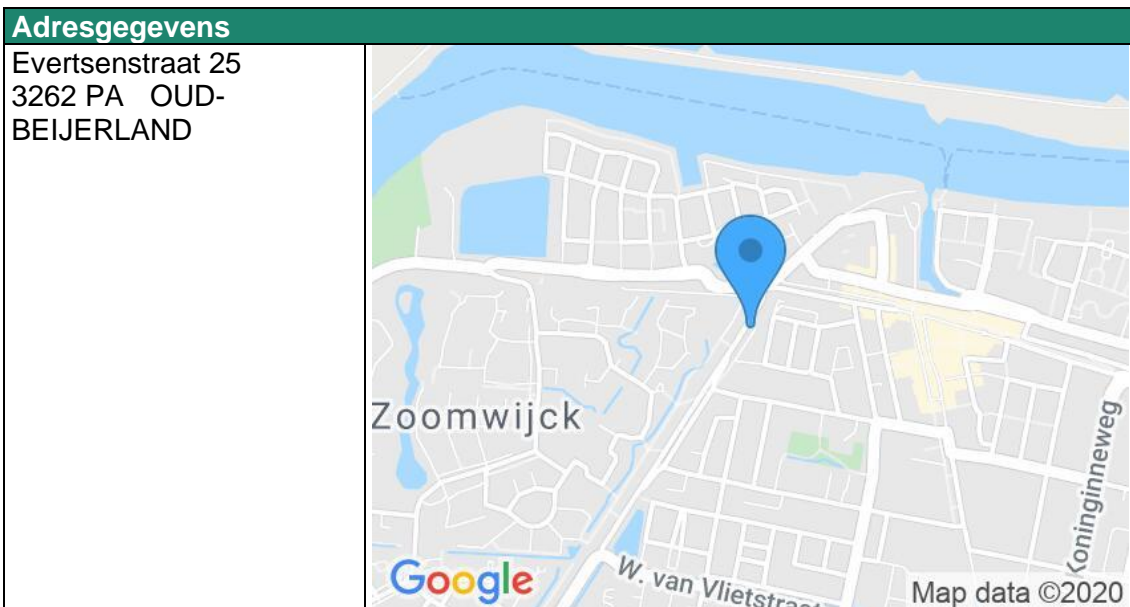 Adresgegevens
Evertsenstraat 25
3262 PA OUD-
BEIJERLAND
Zoomwijck
Koninginneweg
W. van Vlietstraat
Google
Map data ©2020